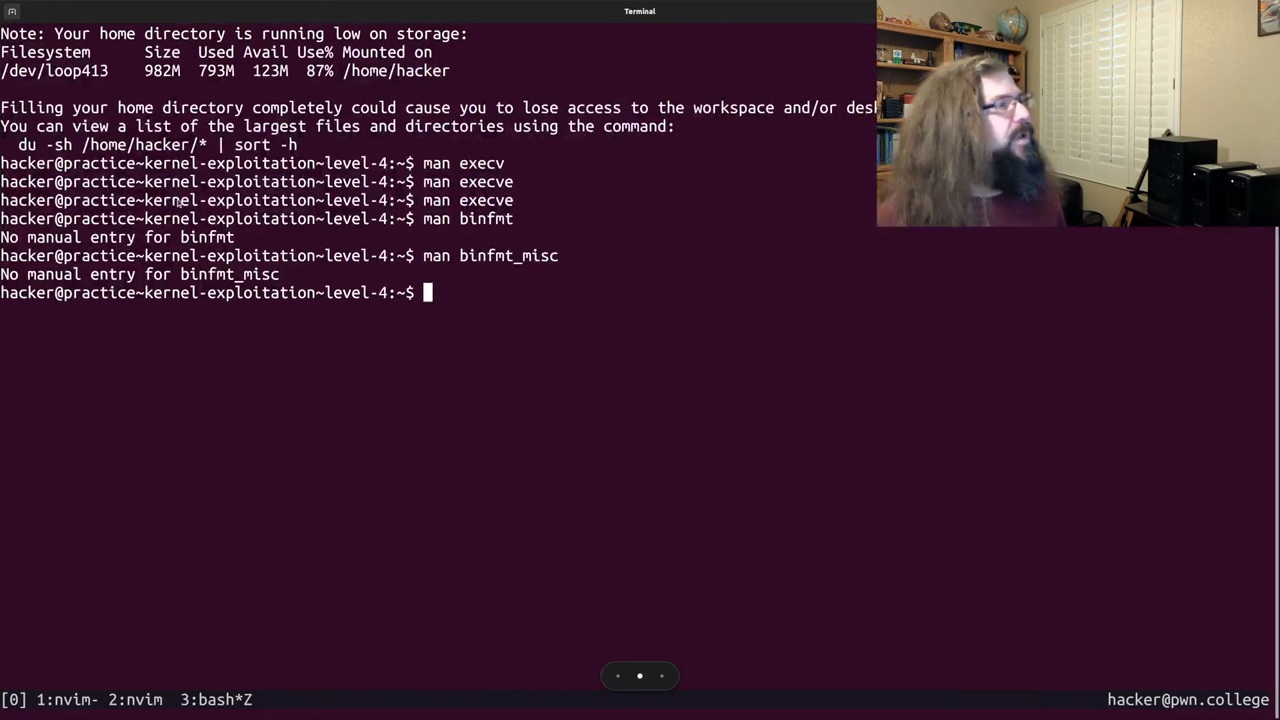 Terminal
Note: Your home directory is running low on storage:
Filesystem      Size  Used Avail Use% Mounted on
/dev/loop413    982M  793M  123M  87% /home/hacker
Filling your home directory completely could cause you to lose access to the workspace and/or
You can view a list of the largest files and directories using the command:
  du -sh /home/hacker/* | sort -h
hacker@practice~kernel-exploitation~level-4:~$ man execv
hacker@practice~kernel-exploitation~level-4:~$ man execve
hacker@practice~kernel-exploitation~level-4:~$ man execve
hacker@practice~kernel-exploitation~level-4:~$ man binfmt
No manual entry for binfmt
hacker@practice~kernel-exploitation~level-4:~$ man binfmt_misc
No manual entry for binfmt_misc
hacker@practice~kernel-exploitation~level-4:~$
[0] 1:nvim- 2:nvim  3:bash*Z hacker@pwn.college